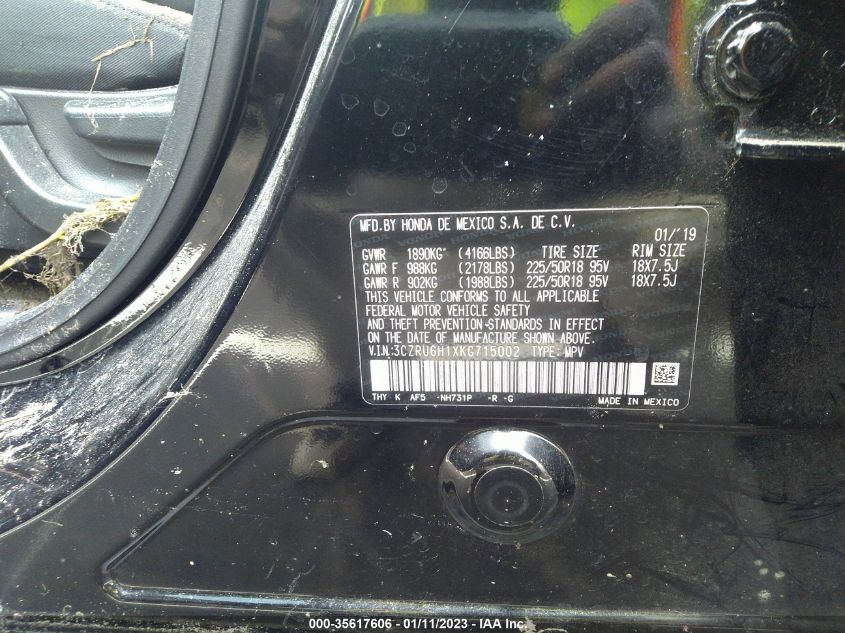 MFD.BY HONDA DE MEXICO S.A. DE C.V.
01/'19
GVWR 1890KG (4166LBS) TIRE SIZE RIM SIZE
GAWR F 988KG (2178LBS) 225/50R18 95V 18X7.5J
GAWR R 902KG (1988LBS) 225/50R18 95V 18X7.5J
THIS VEHICLE CONFORMS TO ALL APPLICABLE
FEDERAL MOTOR VEHICLE SAFETY
AND THEFT PREVENTION STANDARDS IN EFFECT
ON THE DATE OF MANUFACTURE SHOWN ABOVE.
V.I.N.:3CZRU6H1XKG715002 TYPE: MPV
THY K AF5 -NH731P -R -G MADE IN MEXICO
000-35617606 - 01/11/2023 - IAA Inc.